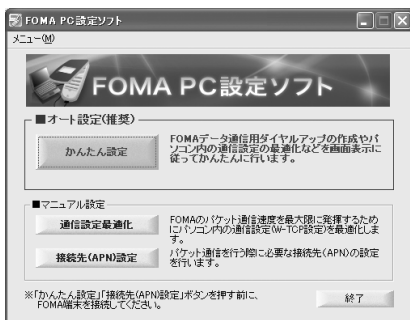 FOMA PC設定ソフト
メニュー(M)
FOMA PC設定ソフト
■オート設定(推奨)
かんたん設定
FOMAデータ通信用ダイヤルアップの作成やパ
ソコン内の通信設定の最適化などを画面表示に
従ってかんたんに行います。
■マニュアル設定
通信設定最適化
FOMAのパケット通信速度を最大限に発揮するため
にパソコン内の通信設定(W-TCP設定)を最適化しま
す。
接続先(APN)設定
パケット通信を行う際に必要な接続先(APN)の設定
を行います。
※「かんたん設定」「接続先(APN)設定」ボタンを押す前に、
FOMA端末を接続してください。
終了